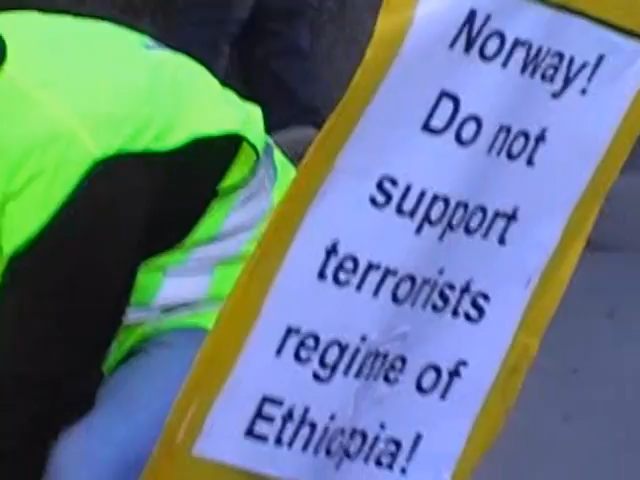 Norway!
Do not
support
terrorists
regime of
Ethiopia!